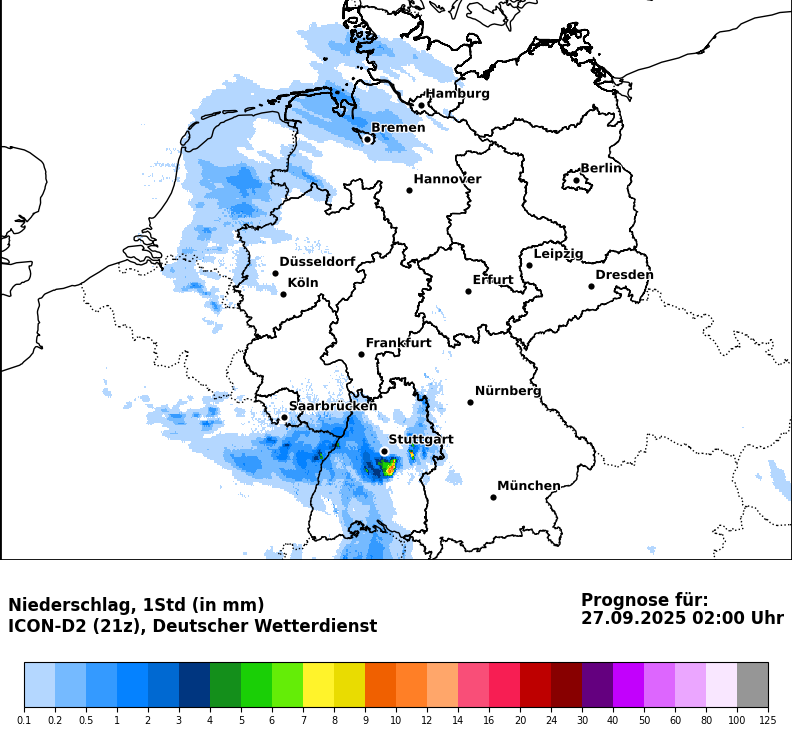 Hamburg
Bremen
Berlin
Hannover
Leipzig
Düsseldorf
Dresden
Köln
Erfurt
Frankfurt
Nürnberg
Saarbrücken
Stuttgart
München
Niederschlag, 1Std (in mm)
ICON-D2 (21z), Deutscher Wetterdienst
Prognose für:
27.09.2025 02:00 Uhr
0.1 0.2 0.5 1 2 3 4 5 6 7 8 9 10 12 14 16 20 24 30 40 50 60 80 100 125